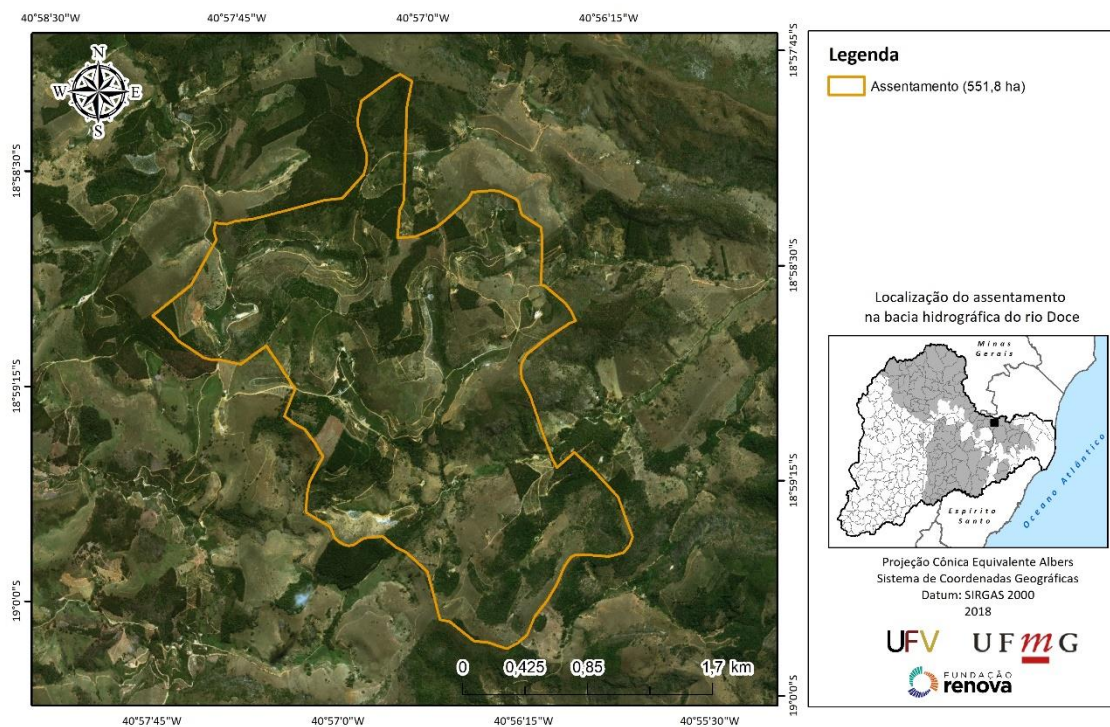 40°58'30"W 40°57'45"W 40°57'0"W 40°56'15"W
N
W E
S
18°58'30"S
18°59'15"S
19°0'0"S
18°57'45"S
18°58'30"S
18°59'15"S
19°0'0"S
0 0,425 0,85 1,7 km
40°57'45"W 40°57'0"W 40°56'15"W 40°55'30"W
Legenda
Assentamento (551,8 ha)
Localização do assentamento
na bacia hidrográfica do rio Doce
Minas
Gerais
Espírito
Santo
Oceano Atlântico
Projeção Cônica Equivalente Albers
Sistema de Coordenadas Geográficas
Datum: SIRGAS 2000
2018
UFV UFmG
FUNDAÇÃO
renova